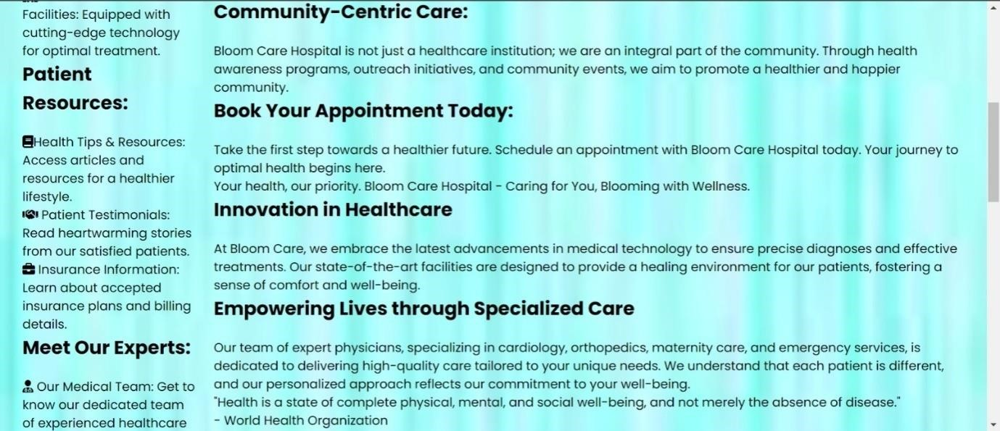 Facilities: Equipped with
cutting-edge technology
for optimal treatment.
Patient
Resources:
Health Tips & Resources:
Access articles and
resources for a healthier
lifestyle.
Patient Testimonials:
Read heartwarming stories
from our satisfied patients.
Insurance Information:
Learn about accepted
insurance plans and billing
details.
Meet Our Experts:
Our Medical Team: Get to
know our dedicated team
of experienced healthcare
Community-Centric Care:
Bloom Care Hospital is not just a healthcare institution; we are an integral part of the community. Through health
awareness programs, outreach initiatives, and community events, we aim to promote a healthier and happier
community.
Book Your Appointment Today:
Take the first step towards a healthier future. Schedule an appointment with Bloom Care Hospital today. Your journey to
optimal health begins here.
Your health, our priority. Bloom Care Hospital - Caring for You, Blooming with Wellness.
Innovation in Healthcare
At Bloom Care, we embrace the latest advancements in medical technology to ensure precise diagnoses and effective
treatments. Our state-of-the-art facilities are designed to provide a healing environment for our patients, fostering a
sense of comfort and well-being.
Empowering Lives through Specialized Care
Our team of expert physicians, specializing in cardiology, orthopedics, maternity care, and emergency services, is
dedicated to delivering high-quality care tailored to your unique needs. We understand that each patient is different,
and our personalized approach reflects our commitment to your well-being.
"Health is a state of complete physical, mental, and social well-being, and not merely the absence of disease."
- World Health Organization